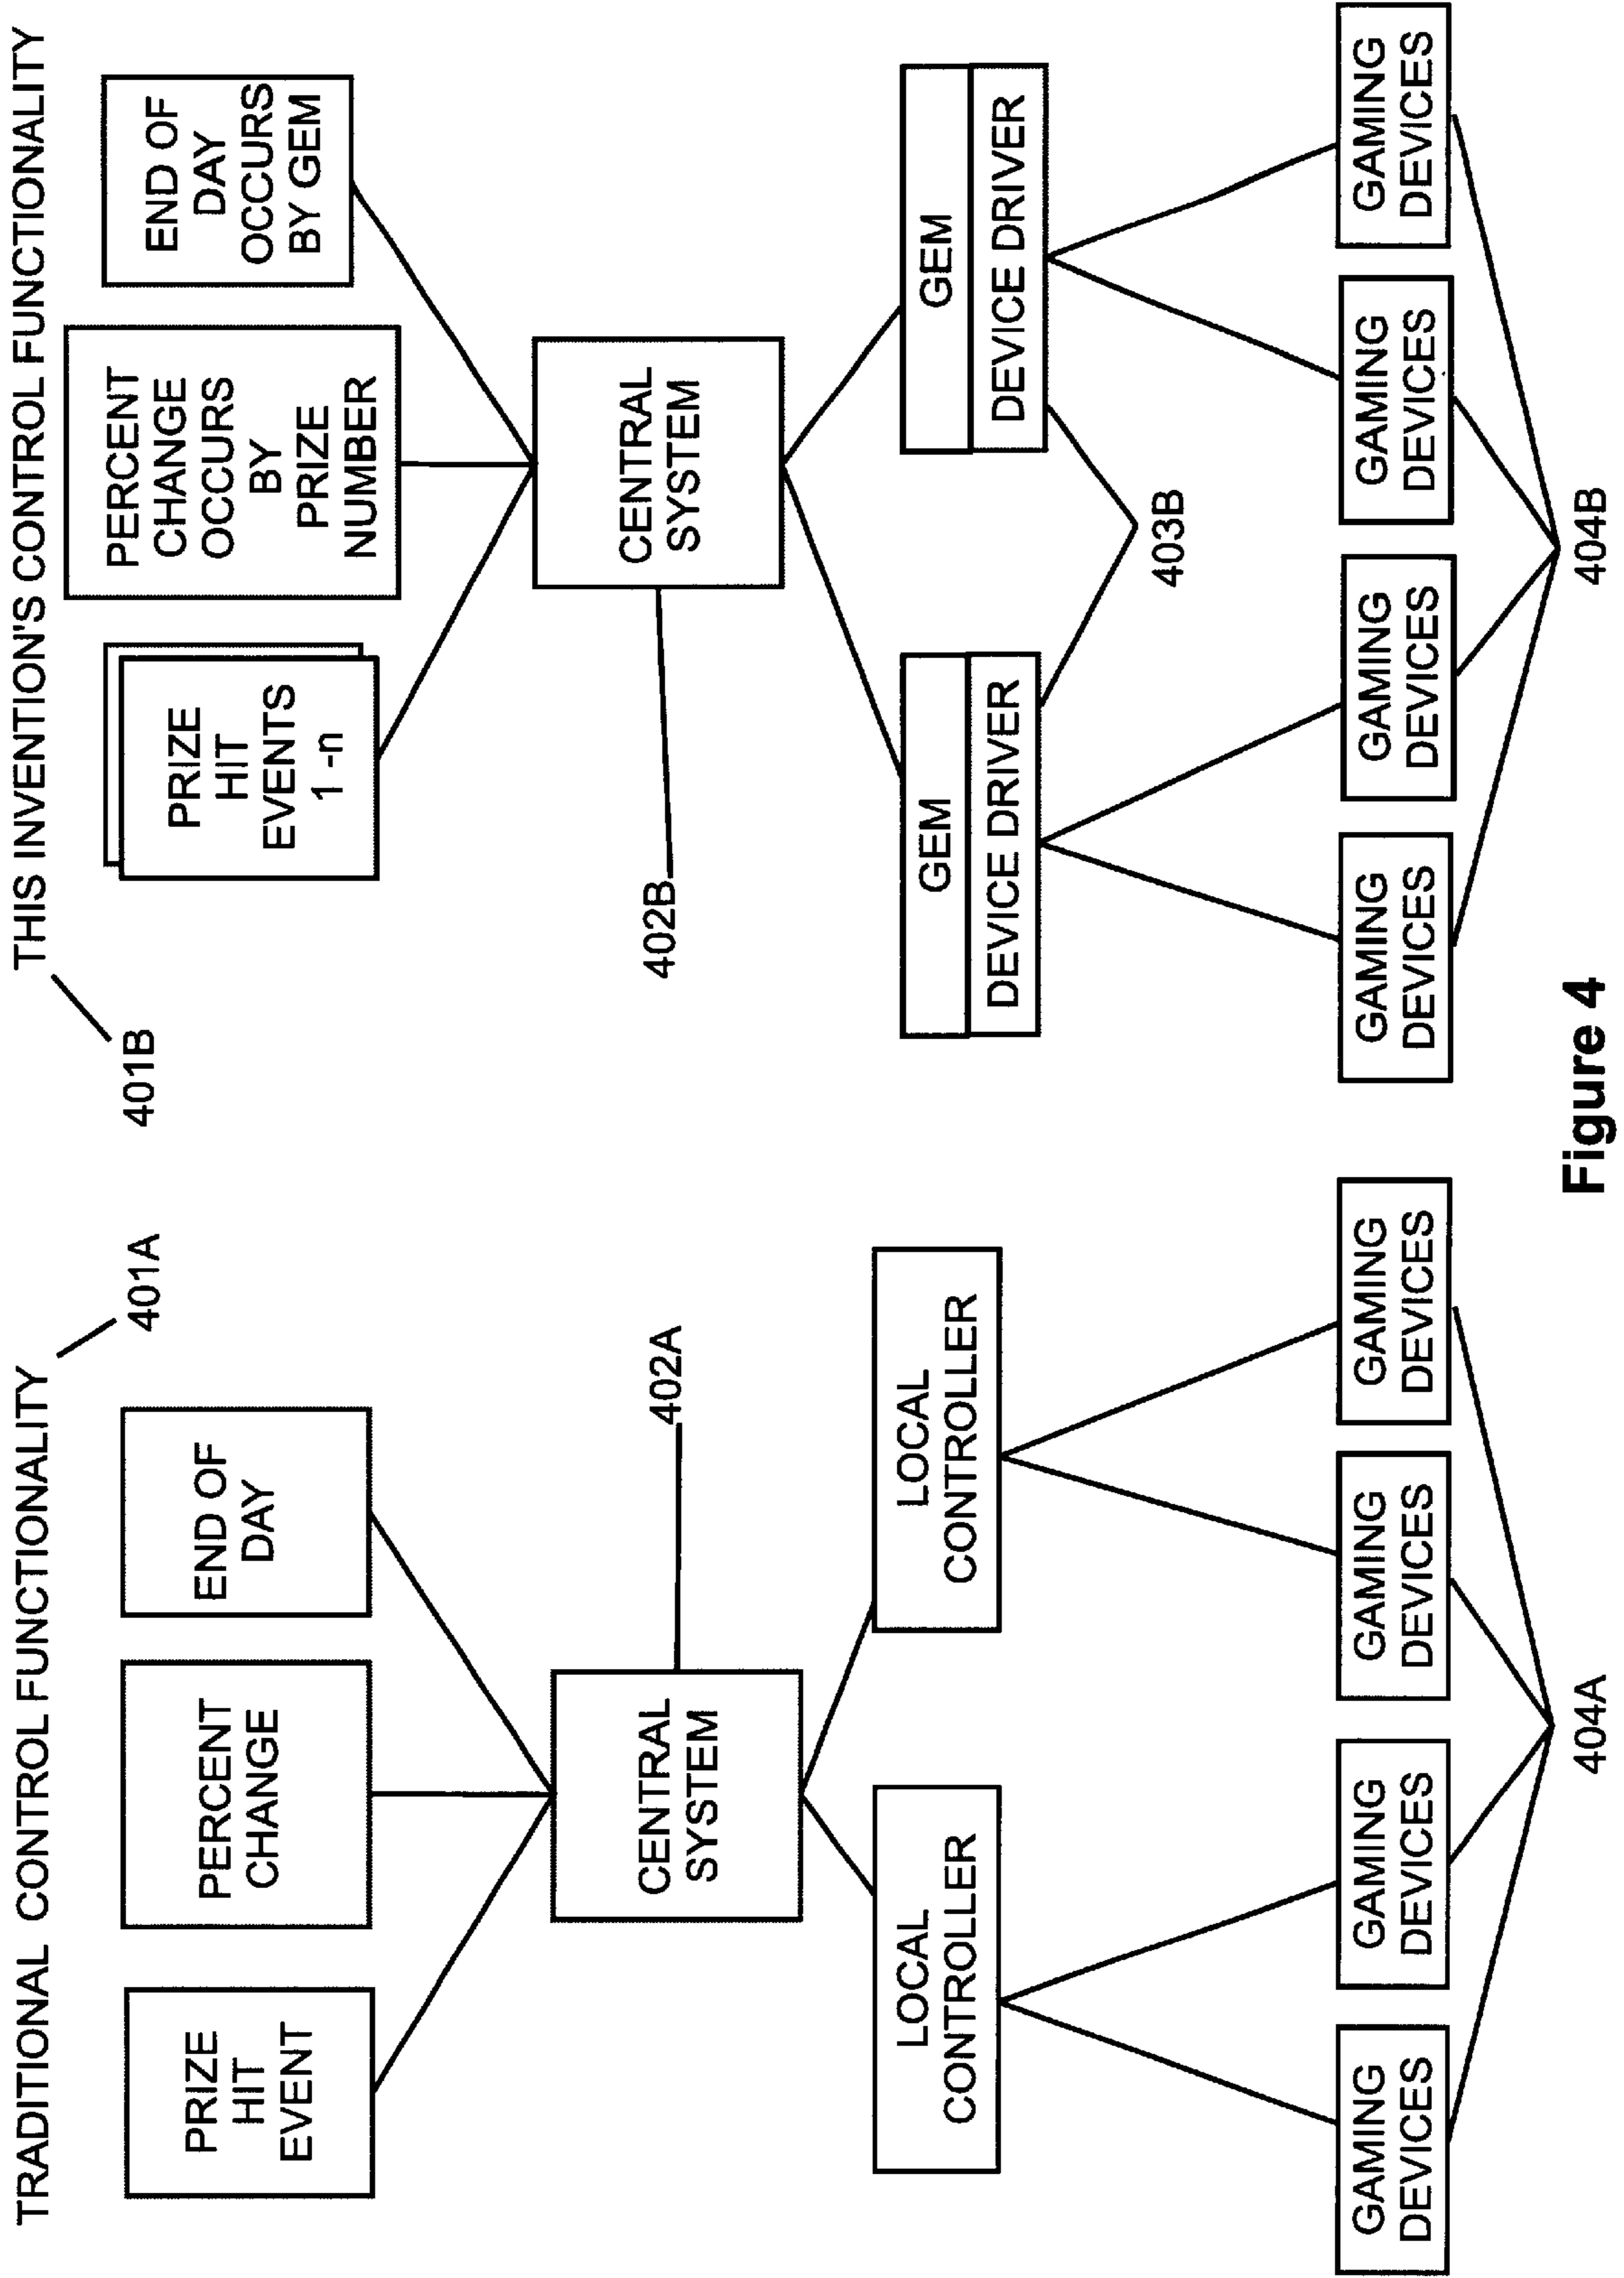 TRADITIONAL CONTROL FUNCTIONALITY
401A
PRIZE
HIT
EVENT
PERCENT
CHANGE
END OF
DAY
CENTRAL
SYSTEM
402A
LOCAL
CONTROLLER
LOCAL
CONTROLLER
GAMING
DEVICES
GAMING
DEVICES
GAMING
DEVICES
GAMING
DEVICES
404A
THIS INVENTION'S CONTROL FUNCTIONALITY
401B
PRIZE
HIT
EVENTS
1 -n
PERCENT
CHANGE
OCCURS
BY
PRIZE
NUMBER
END OF
DAY
OCCURS
BY GEM
CENTRAL
SYSTEM
402B
GEM
DEVICE DRIVER
GEM
DEVICE DRIVER
403B
GAMING
DEVICES
GAMING
DEVICES
GAMING
DEVICES
GAMING
DEVICES
404B
Figure 4